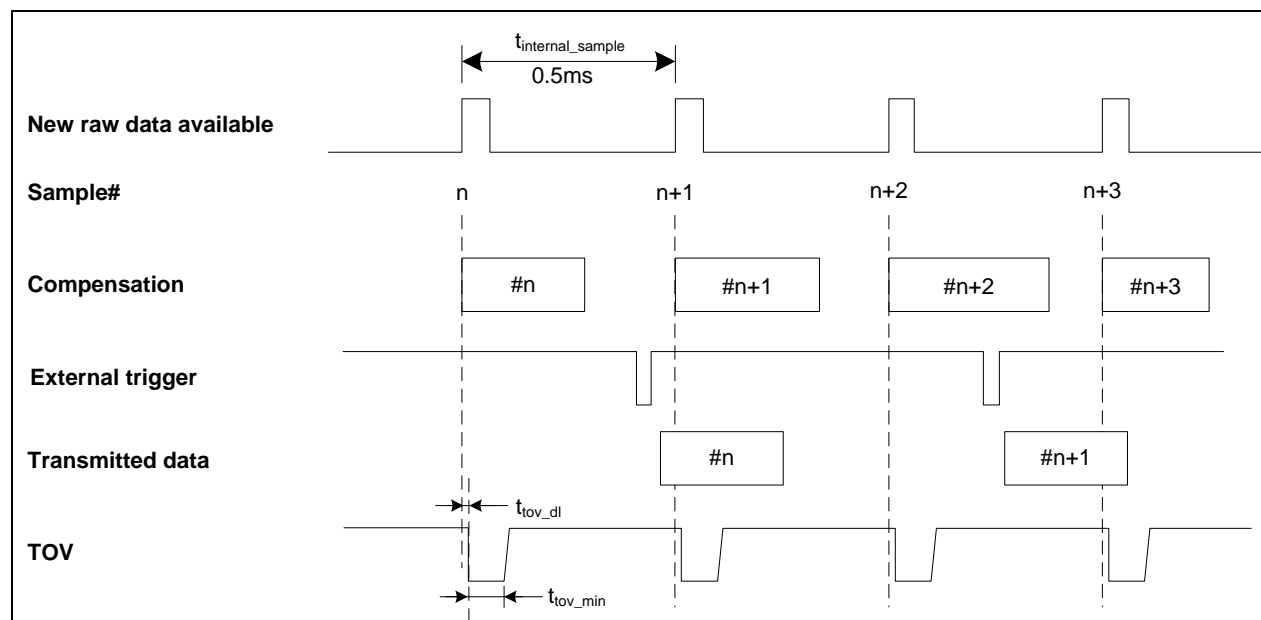 t_internal_sample
0.5ms
New raw data available
Sample#
n n+1 n+2 n+3
Compensation
#n #n+1 #n+2 #n+3
External trigger
Transmitted data
#n #n+1
t_tov_dl
TOV
t_tov_min